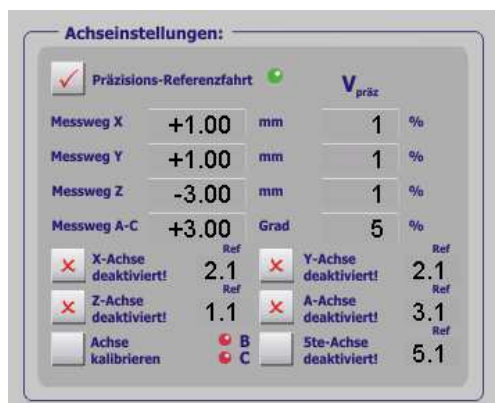 Achseinstellungen:
Präzisions-Referenzfahrt
Vpräz
Messweg X +1.00 mm 1 %
Messweg Y +1.00 mm 1 %
Messweg Z -3.00 mm 1 %
Messweg A-C +3.00 Grad 5 %
X-Achse deaktiviert! Ref 2.1 Y-Achse deaktiviert! Ref 2.1
Z-Achse deaktiviert! Ref 1.1 A-Achse deaktiviert! Ref 3.1
Achse kalibrieren B C 5te-Achse deaktiviert! Ref 5.1